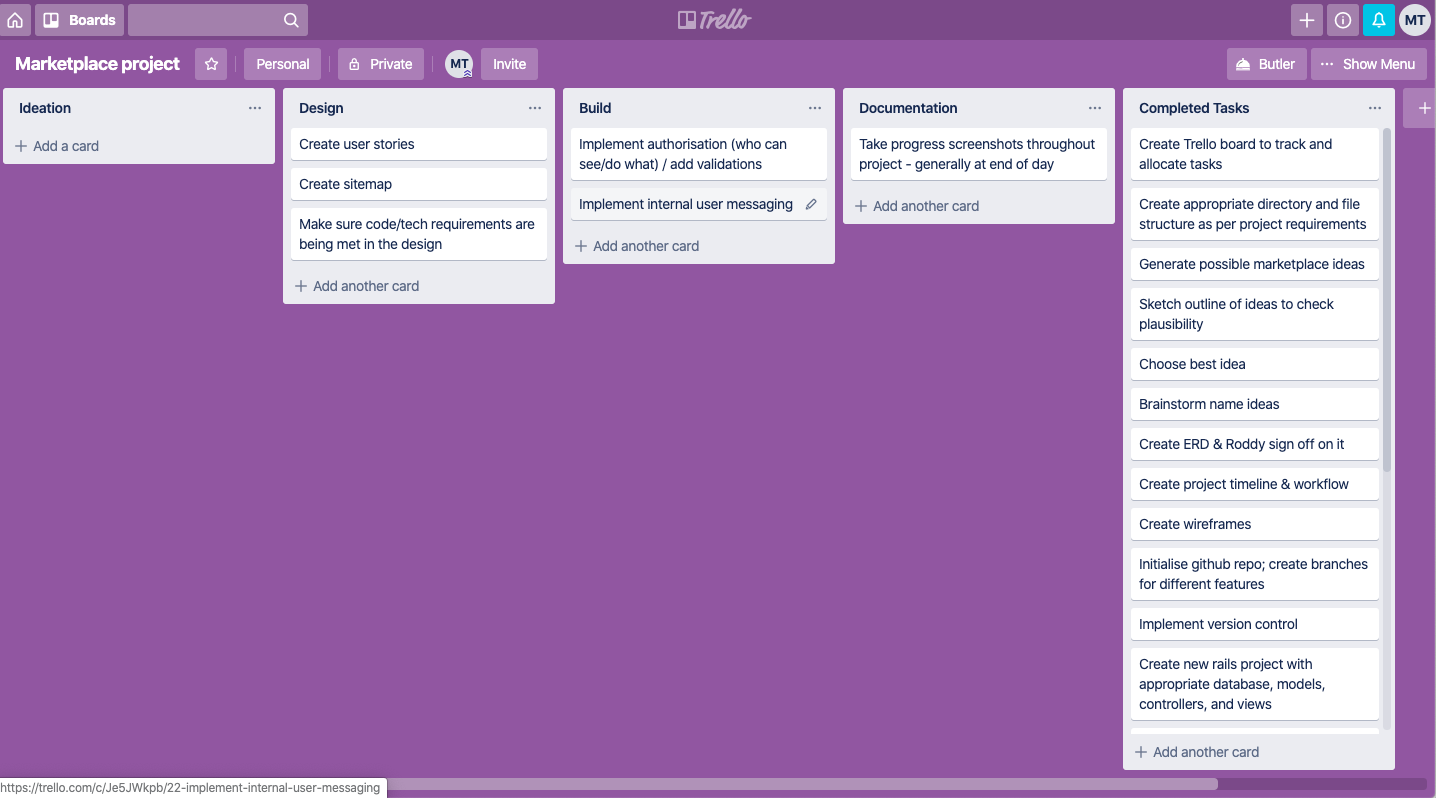 Boards
Trello
MT
Marketplace project
Personal
Private
MT
Invite
Butler
Show Menu
Ideation
Add a card
Design
Create user stories
Create sitemap
Make sure code/tech requirements are
being met in the design
Add another card
Build
Implement authorisation (who can
see/do what) / add validations
Implement internal user messaging
Add another card
Documentation
Take progress screenshots throughout
project - generally at end of day
Add another card
Completed Tasks
Create Trello board to track and
allocate tasks
Create appropriate directory and file
structure as per project requirements
Generate possible marketplace ideas
Sketch outline of ideas to check
plausibility
Choose best idea
Brainstorm name ideas
Create ERD & Roddy sign off on it
Create project timeline & workflow
Create wireframes
Initialise github repo; create branches
for different features
Implement version control
Create new rails project with
appropriate database, models,
controllers, and views
Add another card
https://trello.com/c/Je5JWkpb/22-implement-internal-user-messaging